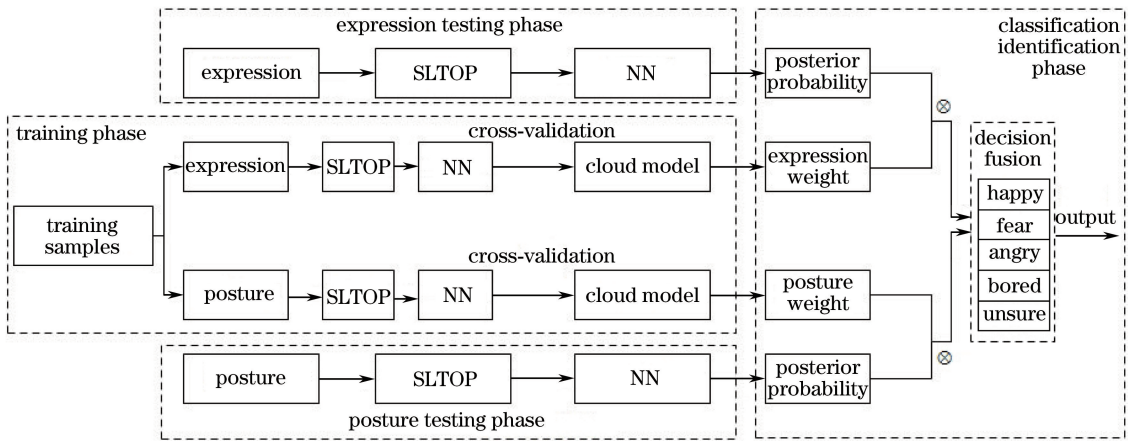 expression testing phase
expression
SLTOP
NN
classification
identification
phase
posterior
probability
training phase
cross-validation
expression
SLTOP
NN
cloud model
expression
weight
training
samples
cross-validation
posture
SLTOP
NN
cloud model
posture
weight
decision
fusion
happy
fear
angry
bored
unsure
output
posture
SLTOP
NN
posterior
probability
posture testing phase